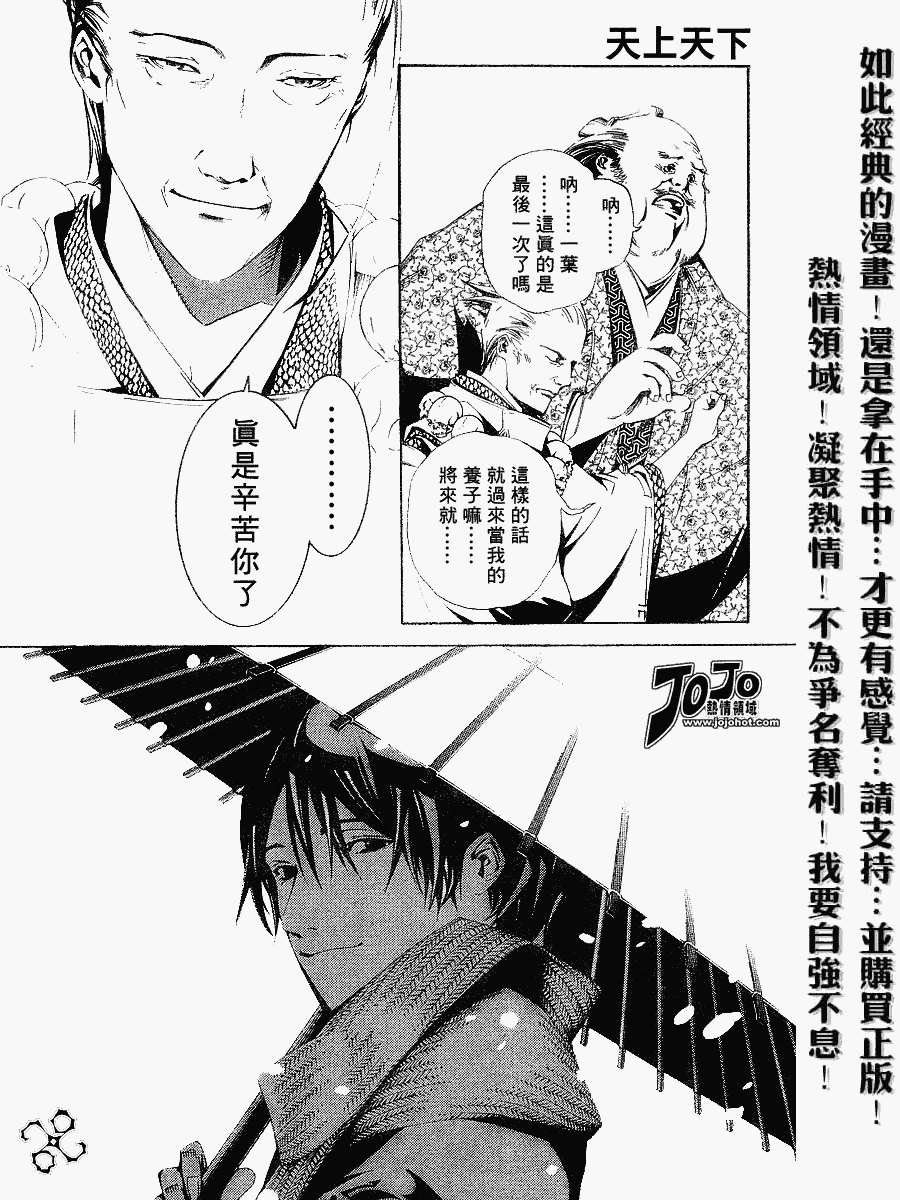 天上天下
吶……
吶……一葉
……這眞的是
最後一次了嗎
這樣的話
就過來當我的
養子嘛……
將來就……
………
眞是辛苦你了
JOJO
熱情領域
www.jojohot.com
如此經典的漫畫！還是拿在手中…才更有感覺…請支持…並購買正版！
熱情領域！凝聚熱情！不為爭名奪利！我要自強不息！